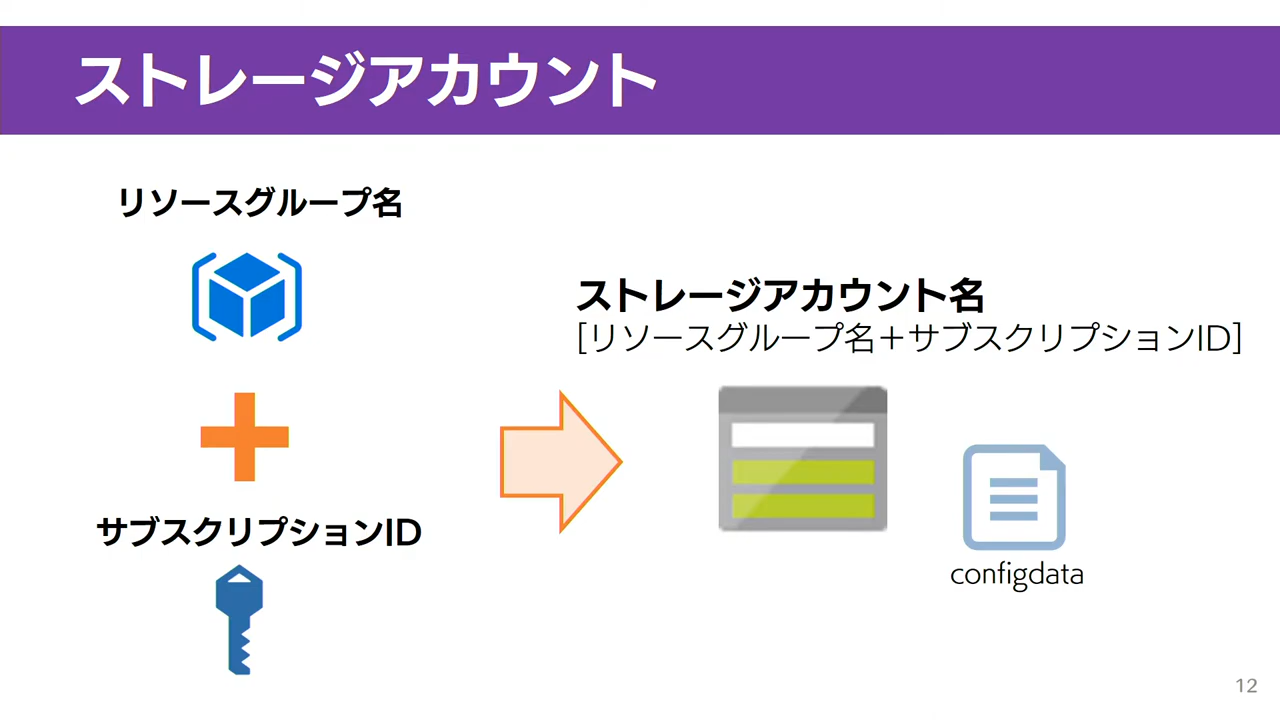 ストレージアカウント
リソースグループ名
サブスクリプションID
ストレージアカウント名
[リソースグループ名＋サブスクリプションID]
configdata
12